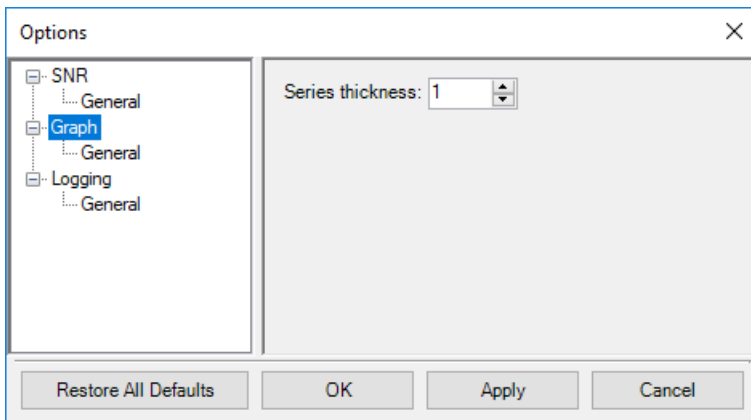 Options
SNR
General
Graph
General
Logging
General
Series thickness: 1
Restore All Defaults
OK
Apply
Cancel